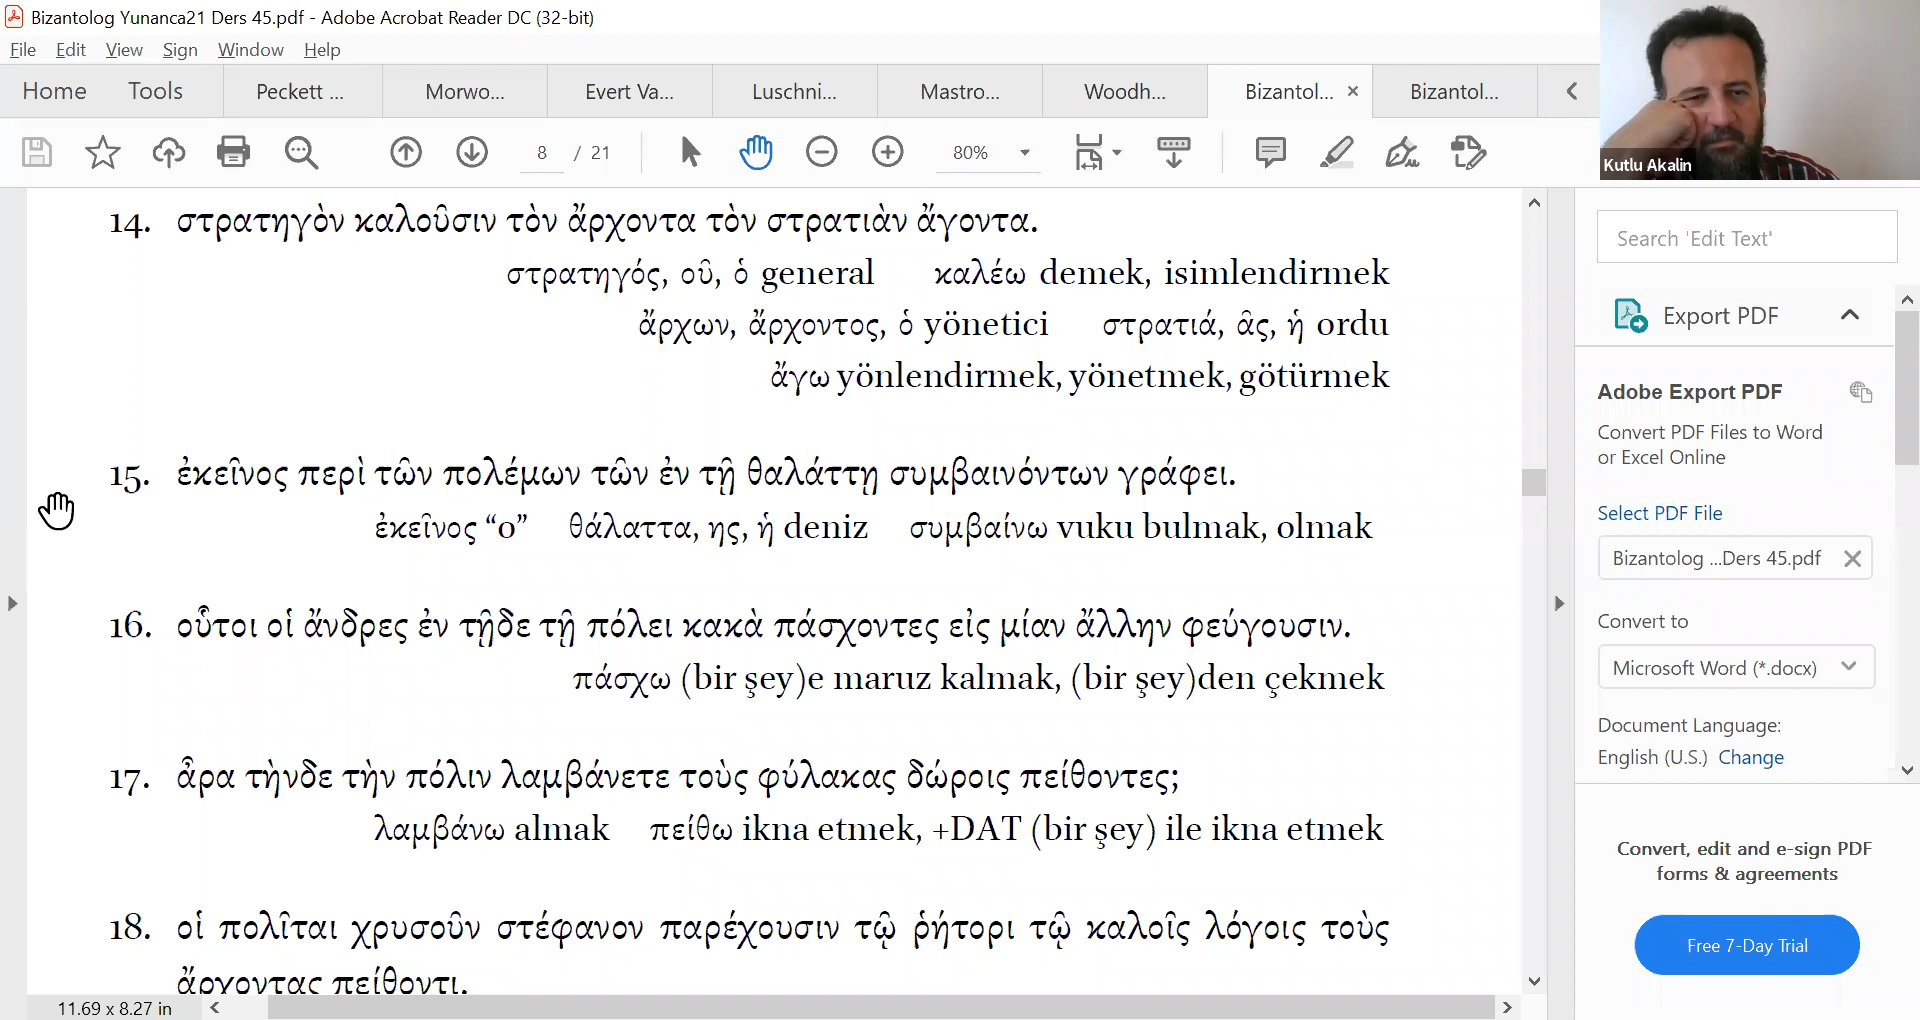 Bizantolog Yunanca21 Ders 45.pdf - Adobe Acrobat Reader DC (32-bit)
File Edit View Sign Window Help
Home Tools Peckett ... Morwo... Evert Va... Luschni... Mastro... Woodh... Bizantol... × Bizantol...
8 / 21 80%
Kutlu Akalin
14. στρατηγὸν καλοῦσιν τὸν ἄρχοντα τὸν στρατιὰν ἄγοντα.
στρατηγός, οῦ, ὁ general καλέω demek, isimlendirmek
ἄρχων, ἄρχοντος, ὁ yönetici στρατιά, ᾶς, ἡ ordu
ἄγω yönlendirmek, yönetmek, götürmek
15. ἐκεῖνος περὶ τῶν πολέμων τῶν ἐν τῇ θαλάττῃ συμβαινόντων γράφει.
ἐκεῖνος “o” θάλαττα, ης, ἡ deniz συμβαίνω vuku bulmak, olmak
16. οὗτοι οἱ ἄνδρες ἐν τῇδε τῇ πόλει κακὰ πάσχοντες εἰς μίαν ἄλλην φεύγουσιν.
πάσχω (bir şey)e maruz kalmak, (bir şey)den çekmek
17. ἆρα τὴνδε τὴν πόλιν λαμβάνετε τοὺς φύλακας δώροις πείθοντες;
λαμβάνω almak πείθω ikna etmek, +DAT (bir şey) ile ikna etmek
18. οἱ πολῖται χρυσοῦν στέφανον παρέχουσιν τῷ ῥήτορι τῷ καλοῖς λόγοις τοὺς
ἄρχοντας πείθοντι.
11.69 x 8.27 in
Search 'Edit Text'
Export PDF
Adobe Export PDF
Convert PDF Files to Word
or Excel Online
Select PDF File
Bizantolog ...Ders 45.pdf
Convert to
Microsoft Word (*.docx)
Document Language:
English (U.S.) Change
Convert, edit and e-sign PDF
forms & agreements
Free 7-Day Trial